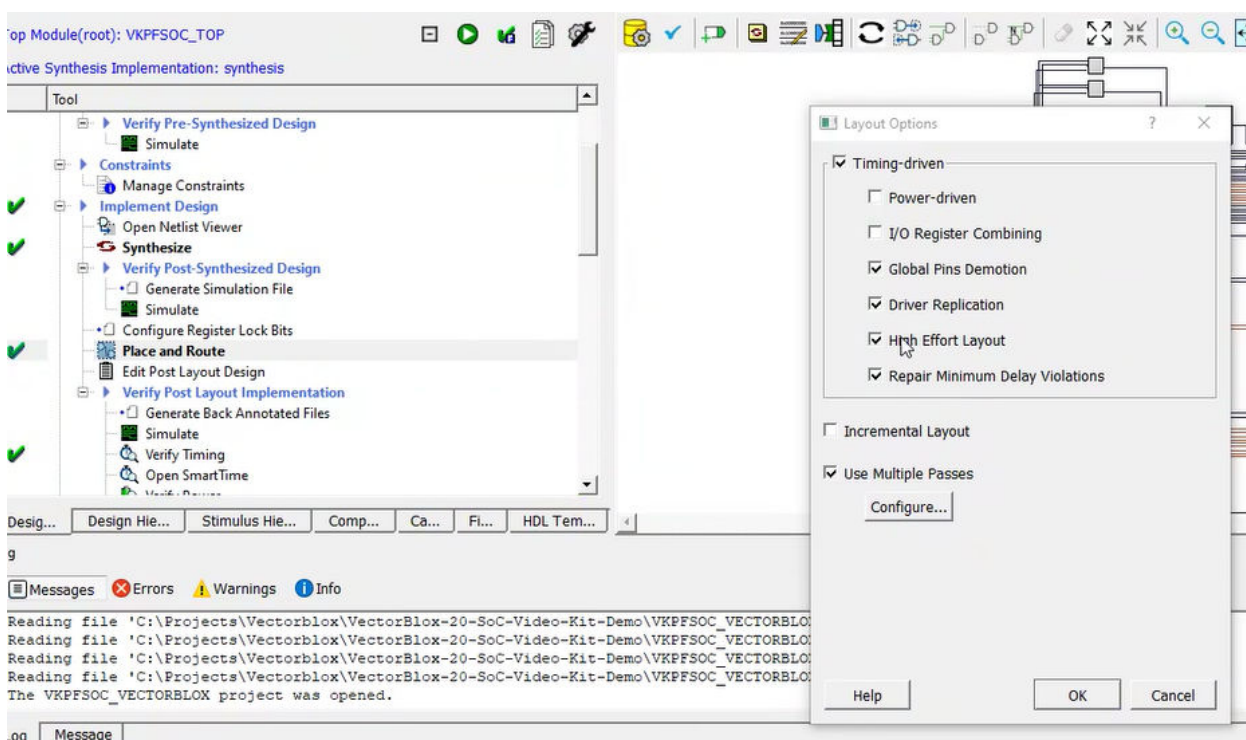 Top Module(root): VKPFSOC_TOP
Active Synthesis Implementation: synthesis
Tool
Verify Pre-Synthesized Design
Simulate
Constraints
Manage Constraints
Implement Design
Open Netlist Viewer
Synthesize
Verify Post-Synthesized Design
Generate Simulation File
Simulate
Configure Register Lock Bits
Place and Route
Edit Post Layout Design
Verify Post Layout Implementation
Generate Back Annotated Files
Simulate
Verify Timing
Open SmartTime
Verify Power
Desig... Design Hie... Stimulus Hie... Comp... Ca... Fi... HDL Tem...
g
Messages Errors Warnings Info
Reading file 'C:\Projects\Vectorblox\VectorBlox-20-SoC-Video-Kit-Demo\VKPFSOC_VECTORBLO
Reading file 'C:\Projects\Vectorblox\VectorBlox-20-SoC-Video-Kit-Demo\VKPFSOC_VECTORBLO
Reading file 'C:\Projects\Vectorblox\VectorBlox-20-SoC-Video-Kit-Demo\VKPFSOC_VECTORBLO
Reading file 'C:\Projects\Vectorblox\VectorBlox-20-SoC-Video-Kit-Demo\VKPFSOC_VECTORBLO
The VKPFSOC_VECTORBLOX project was opened.
Log Message
Layout Options ?
Timing-driven
Power-driven
I/O Register Combining
Global Pins Demotion
Driver Replication
High Effort Layout
Repair Minimum Delay Violations
Incremental Layout
Use Multiple Passes
Configure...
Help OK Cancel